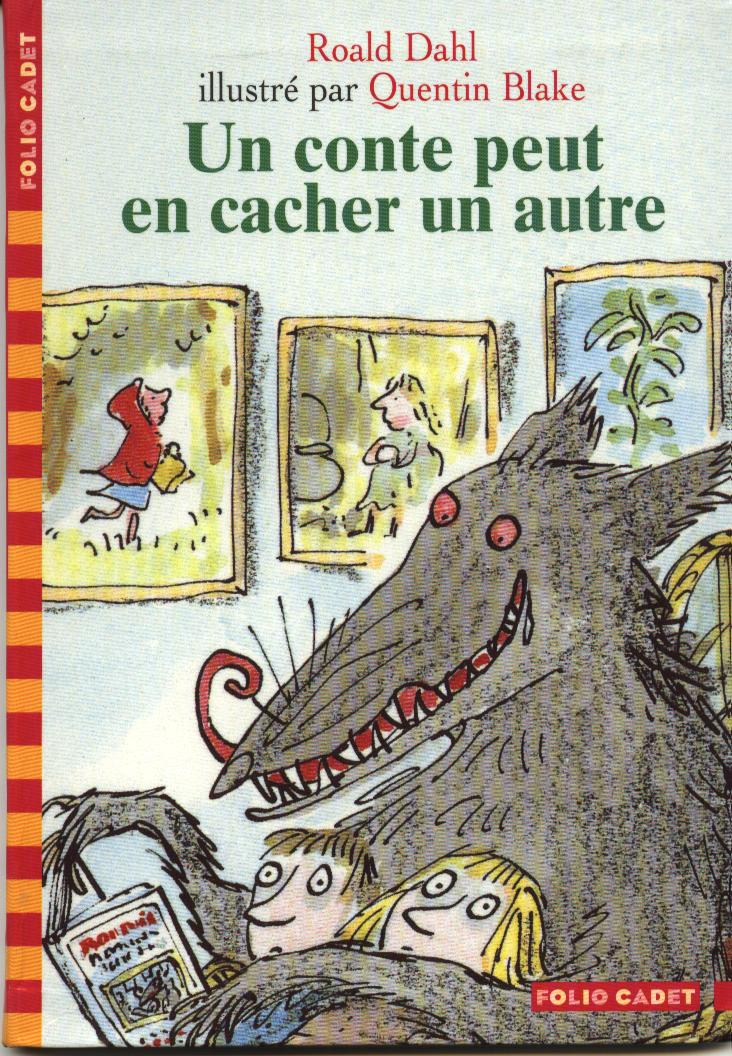 FOLIO CADET
Roald Dahl
illustré par Quentin Blake
Un conte peut
en cacher un autre
FOLIO CADET